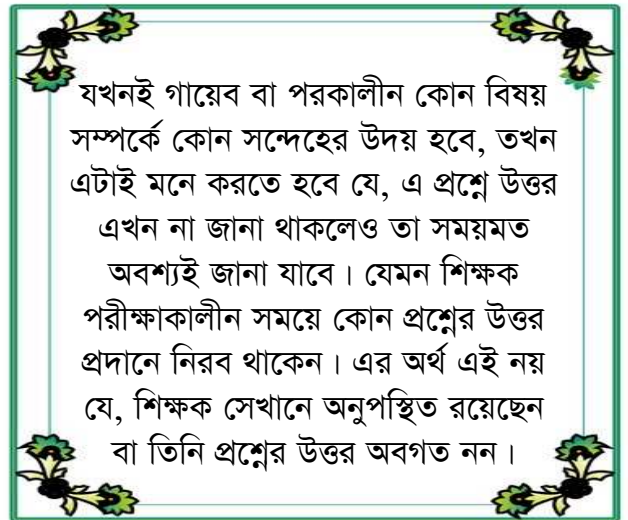 যখনই গায়েব বা পরকালীন কোন বিষয়
সম্পর্কে কোন সন্দেহের উদয় হবে, তখন
এটাই মনে করতে হবে যে, এ প্রশ্নে উত্তর
এখন না জানা থাকলেও তা সময়মত
অবশ্যই জানা যাবে। যেমন শিক্ষক
পরীক্ষাকালীন সময়ে কোন প্রশ্নের উত্তর
প্রদানে নিরব থাকেন। এর অর্থ এই নয়
যে, শিক্ষক সেখানে অনুপস্থিত রয়েছেন
বা তিনি প্রশ্নের উত্তর অবগত নন।